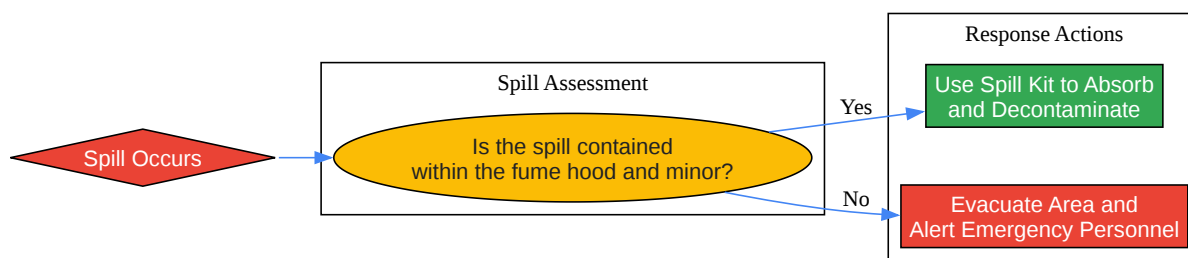 Spill Occurs
Spill Assessment
Is the spill contained
within the fume hood and minor?
Yes
No
Response Actions
Use Spill Kit to Absorb
and Decontaminate
Evacuate Area and
Alert Emergency Personnel